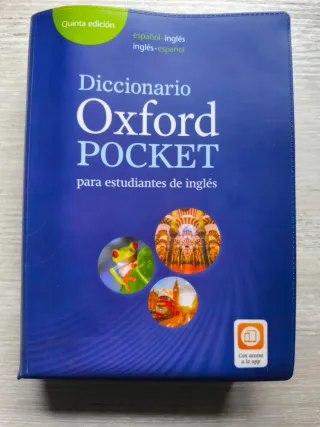 Quinta edición
español-inglés
inglés-español
Diccionario
Oxford
POCKET
para estudiantes de inglés
Con acceso
a la app